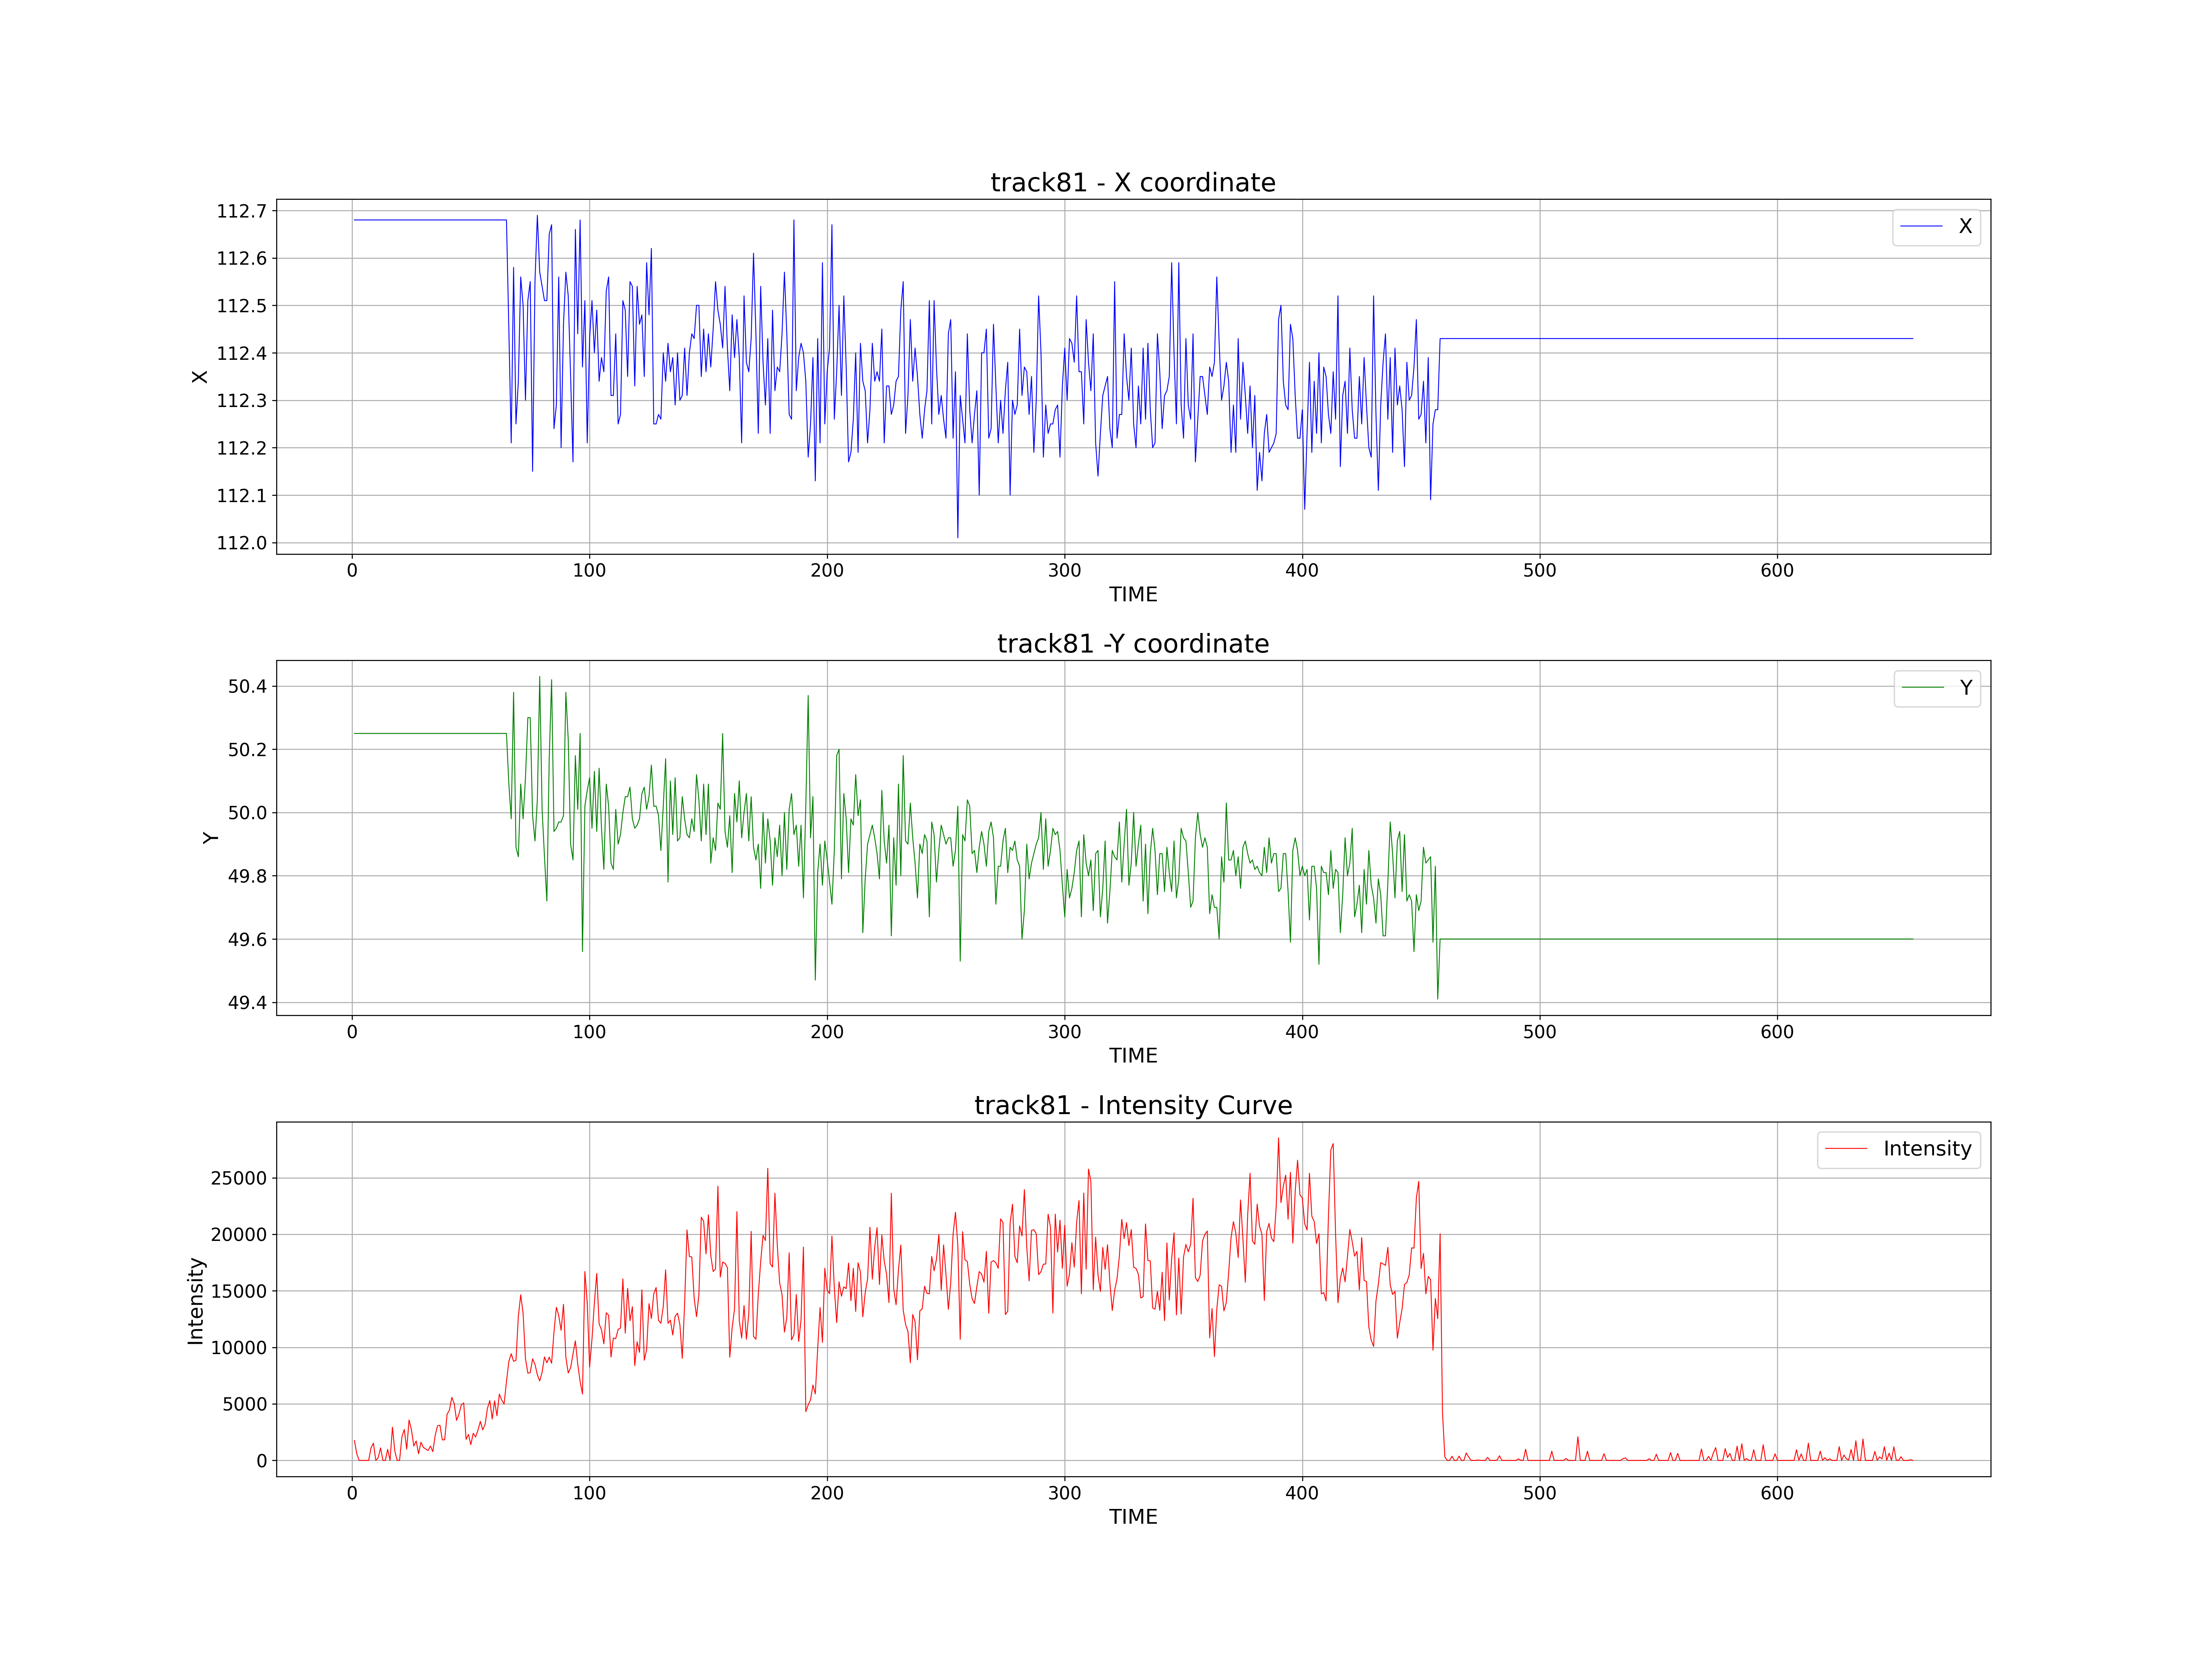 track81 - X coordinate
112.7
112.6
112.5
112.4
112.3
112.2
112.1
112.0
X
X
0 100 200 300 400 500 600
TIME
track81 -Y coordinate
50.4
50.2
50.0
49.8
49.6
49.4
Y
Y
0 100 200 300 400 500 600
TIME
track81 - Intensity Curve
25000
20000
15000
10000
5000
0
Intensity
Intensity
0 100 200 300 400 500 600
TIME